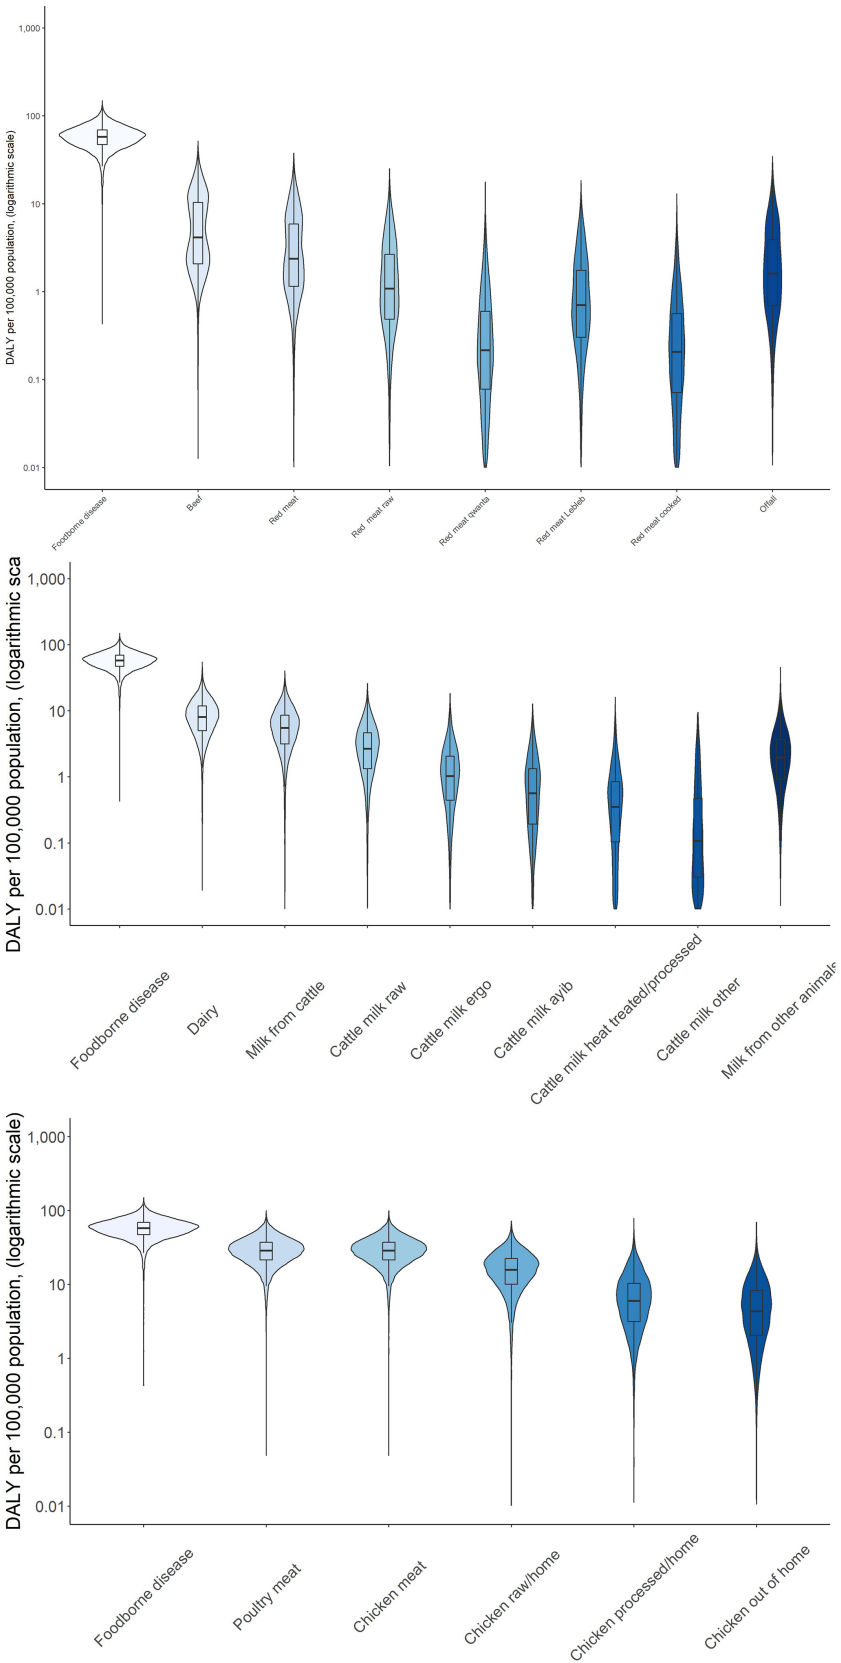 1,000
100
10
1
0.1
0.01
DALY per 100,000 population, (logarithmic scale)
Foodborne disease
Beef
Red meat
Red meat raw
Red meat qwanta
Red meat Lebleb
Red meat cooked
Offall
1,000
100
10
1
0.1
0.01
DALY per 100,000 population, (logarithmic sca
Foodborne disease
Dairy
Milk from cattle
Cattle milk raw
Cattle milk ergo
Cattle milk ayib
Cattle milk heat treated/processed
Cattle milk other
Milk from other animals
1,000
100
10
1
0.1
0.01
DALY per 100,000 population, (logarithmic scale)
Foodborne disease
Poultry meat
Chicken meat
Chicken raw/home
Chicken processed/home
Chicken out of home